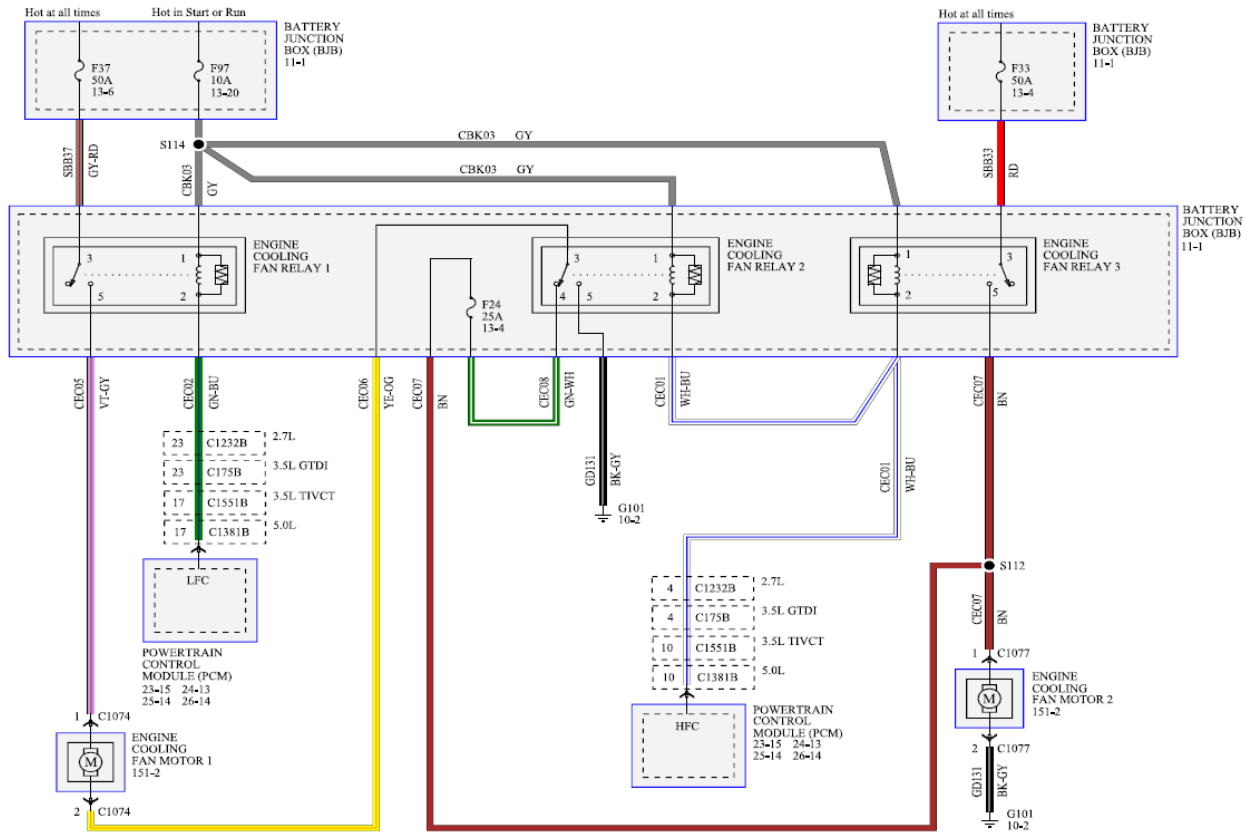 Hot at all times
Hot in Start or Run
Hot at all times
BATTERY
JUNCTION
BOX (BJB)
11-1
F37
50A
13-6
F97
10A
13-20
F33
50A
13-4
BATTERY
JUNCTION
BOX (BJB)
11-1
S114
CBK03 GY
CBK03 GY
SBB37
GY-RD
CBK03
GY
SBB33
RD
BATTERY
JUNCTION
BOX (BJB)
11-1
ENGINE
COOLING
FAN RELAY 1
3
1
5
2
F24
25A
13-4
ENGINE
COOLING
FAN RELAY 2
3
1
4
5
2
ENGINE
COOLING
FAN RELAY 3
1
3
2
5
CEC05
VT-GY
CEC02
GN-BU
CEC06
YE-OG
CEC07
BN
CEC08
GN-WH
GD131
BK-GY
CEC01
WH-BU
CEC01
WH-BU
CEC07
BN
23 C1232B 2.7L
23 C175B 3.5L GTDI
17 C1551B 3.5L TIVCT
17 C1381B 5.0L
G101
10-2
LFC
POWERTRAIN
CONTROL
MODULE (PCM)
23-15 24-13
25-14 26-14
4 C1232B 2.7L
4 C175B 3.5L GTDI
10 C1551B 3.5L TIVCT
10 C1381B 5.0L
HFC
POWERTRAIN
CONTROL
MODULE (PCM)
23-15 24-13
25-14 26-14
S112
CEC07
BN
1 C1077
M
ENGINE
COOLING
FAN MOTOR 2
151-2
2 C1077
GD131
BK-GY
G101
10-2
1 C1074
M
ENGINE
COOLING
FAN MOTOR 1
151-2
2 C1074